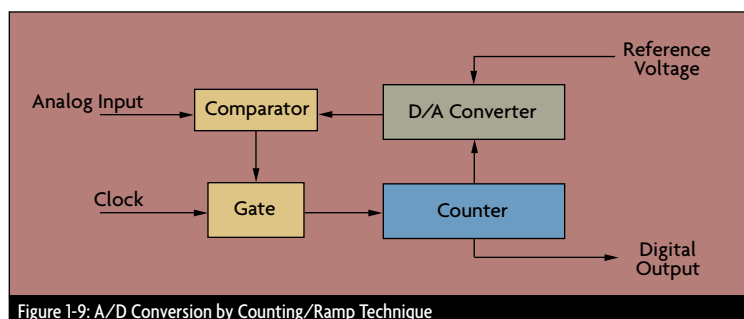 Reference
Voltage
Analog Input
Comparator
D/A Converter
Clock
Gate
Counter
Digital
Output
Figure 1-9: A/D Conversion by Counting/Ramp Technique